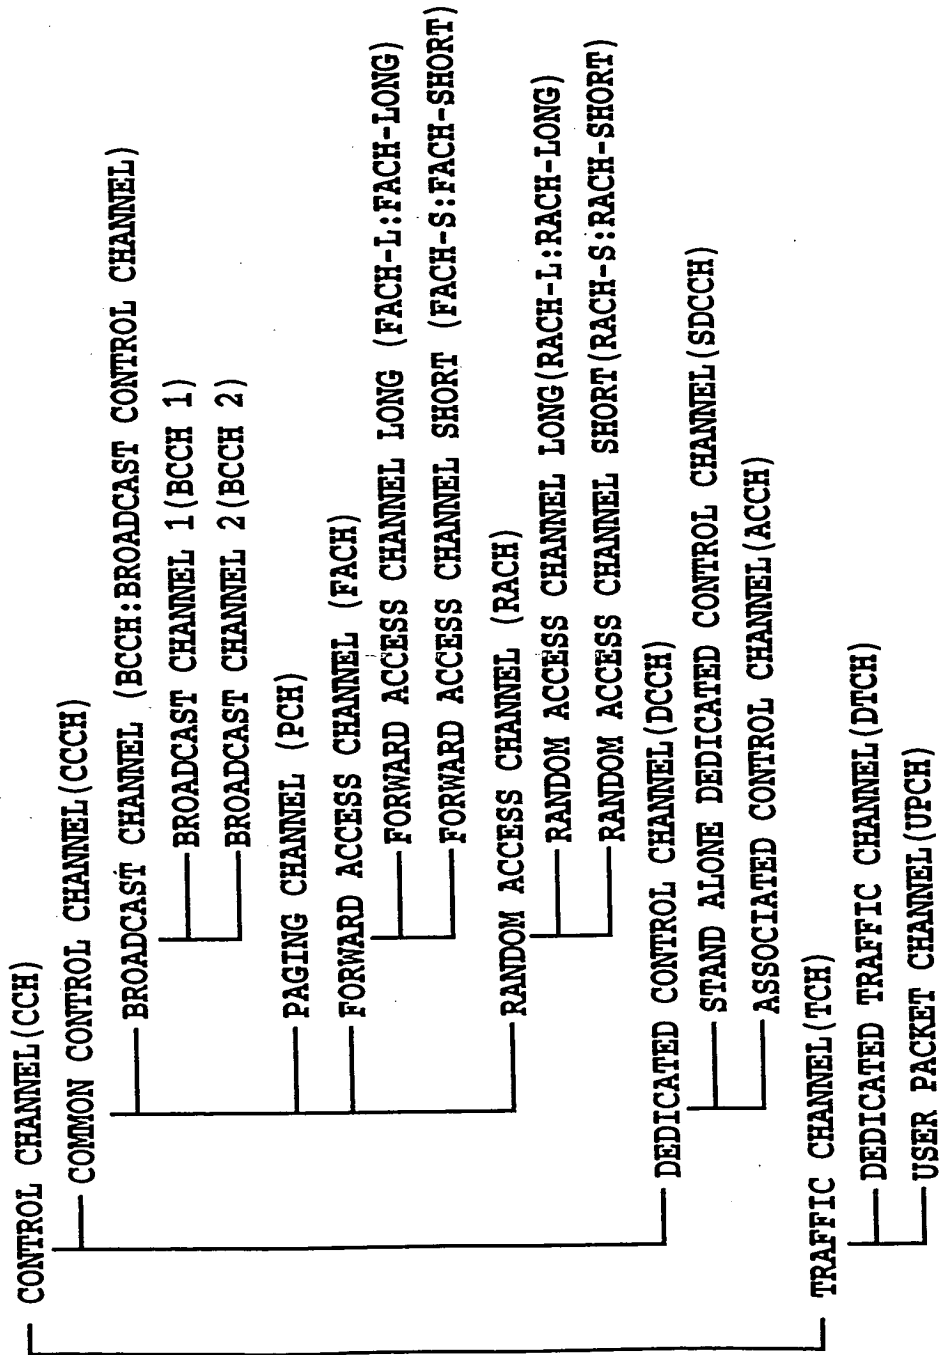 CONTROL CHANNEL(CCH)
COMMON CONTROL CHANNEL(CCCH)
BROADCAST CHANNEL (BCCH:BROADCAST CONTROL CHANNEL)
BROADCAST CHANNEL 1(BCCH 1)
BROADCAST CHANNEL 2(BCCH 2)
PAGING CHANNEL (PCH)
FORWARD ACCESS CHANNEL (FACH)
FORWARD ACCESS CHANNEL LONG (FACH-L:FACH-LONG)
FORWARD ACCESS CHANNEL SHORT (FACH-S:FACH-SHORT)
RANDOM ACCESS CHANNEL (RACH)
RANDOM ACCESS CHANNEL LONG(RACH-L:RACH-LONG)
RANDOM ACCESS CHANNEL SHORT(RACH-S:RACH-SHORT)
DEDICATED CONTROL CHANNEL(DCCH)
STAND ALONE DEDICATED CONTROL CHANNEL(SDCCH)
ASSOCIATED CONTROL CHANNEL(ACCH)
TRAFFIC CHANNEL(TCH)
DEDICATED TRAFFIC CHANNEL(DTCH)
USER PACKET CHANNEL(UPCH)